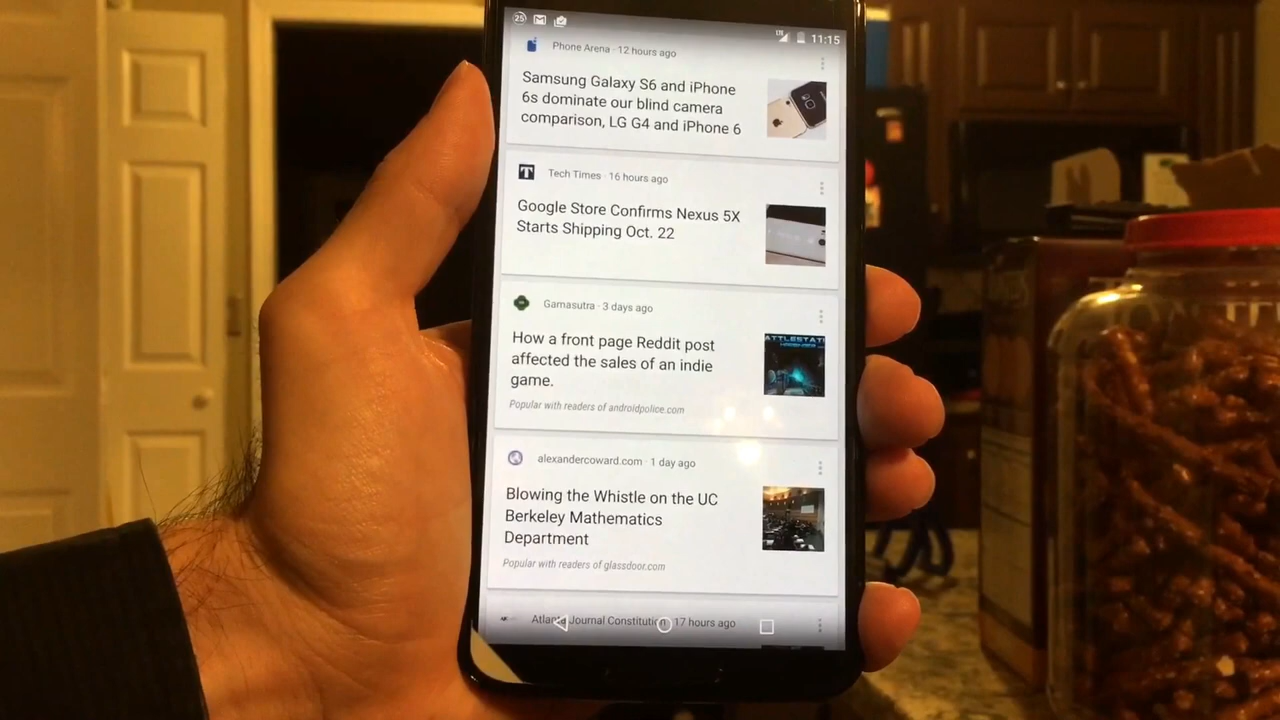 25
LTE
11:15
Phone Arena · 12 hours ago
Samsung Galaxy S6 and iPhone
6s dominate our blind camera
comparison, LG G4 and iPhone 6
Tech Times · 16 hours ago
Google Store Confirms Nexus 5X
Starts Shipping Oct. 22
Gamasutra · 3 days ago
How a front page Reddit post
affected the sales of an indie
game.
Popular with readers of androidpolice.com
alexandercoward.com · 1 day ago
Blowing the Whistle on the UC
Berkeley Mathematics
Department
Popular with readers of glassdoor.com
Atlanta Journal Constitution · 17 hours ago